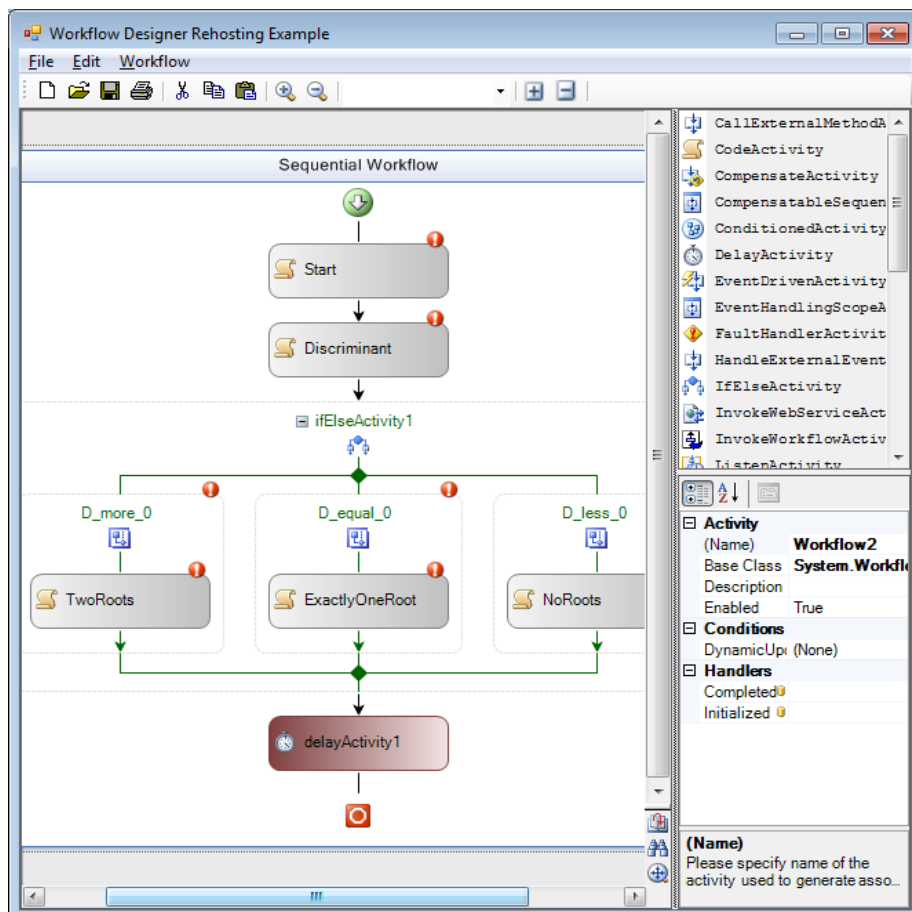 Workflow Designer Rehosting Example
File Edit Workflow
Sequential Workflow
Start
Discriminant
ifElseActivity1
D_more_0
D_equal_0
D_less_0
TwoRoots
ExactlyOneRoot
NoRoots
delayActivity1
CallExternalMethodA
CodeActivity
CompensateActivity
CompensatableSequen
ConditionedActivity
DelayActivity
EventDrivenActivity
EventHandlingScopeA
FaultHandlerActivit
HandleExternalEvent
IfElseActivity
InvokeWebServiceAct
InvokeWorkflowActiv
ListenActivity
Activity
(Name) Workflow2
Base Class System.Workflo
Description
Enabled True
Conditions
DynamicUp (None)
Handlers
Completed
Initialized
(Name)
Please specify name of the
activity used to generate asso...